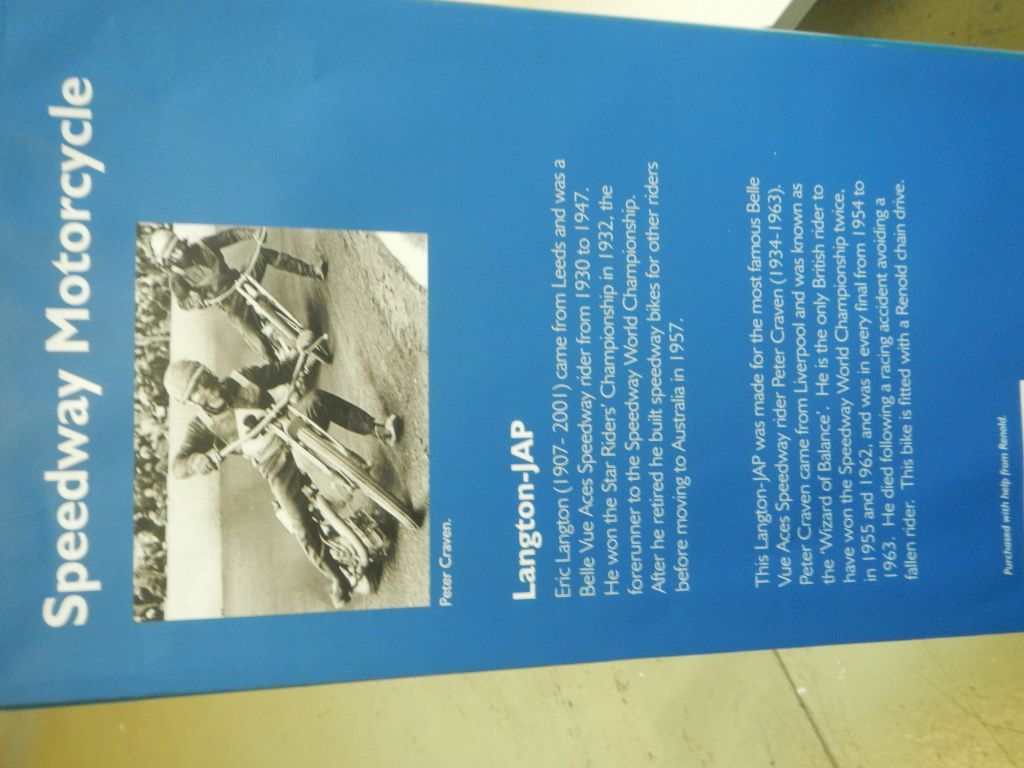 Speedway Motorcycle
Peter Craven.
Langton-JAP
Eric Langton (1907 - 2001) came from Leeds and was a
Belle Vue Aces Speedway rider from 1930 to 1947.
He won the Star Riders' Championship in 1932, the
forerunner to the Speedway World Championship.
After he retired he built speedway bikes for other riders
before moving to Australia in 1957.
This Langton-JAP was made for the most famous Belle
Vue Aces Speedway rider Peter Craven (1934-1963).
Peter Craven came from Liverpool and was known as
the 'Wizard of Balance'. He is the only British rider to
have won the Speedway World Championship twice,
in 1955 and 1962, and was in every final from 1954 to
1963. He died following a racing accident avoiding a
fallen rider. This bike is fitted with a Renold chain drive.
Purchased with help from Renold.